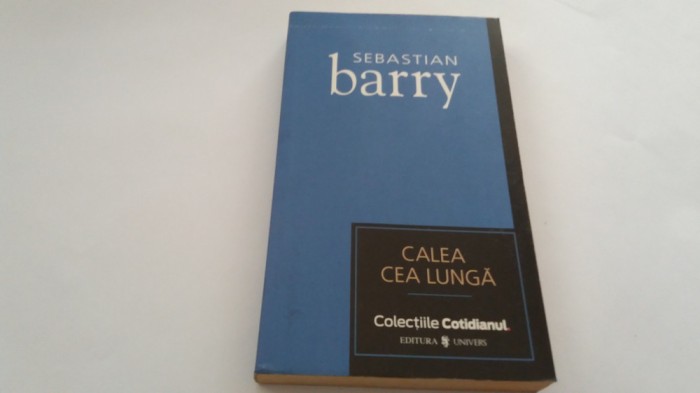 SEBASTIAN
barry
CALEA
CEA LUNGĂ
Colecțiile Cotidianul.
EDITURA UNIVERS